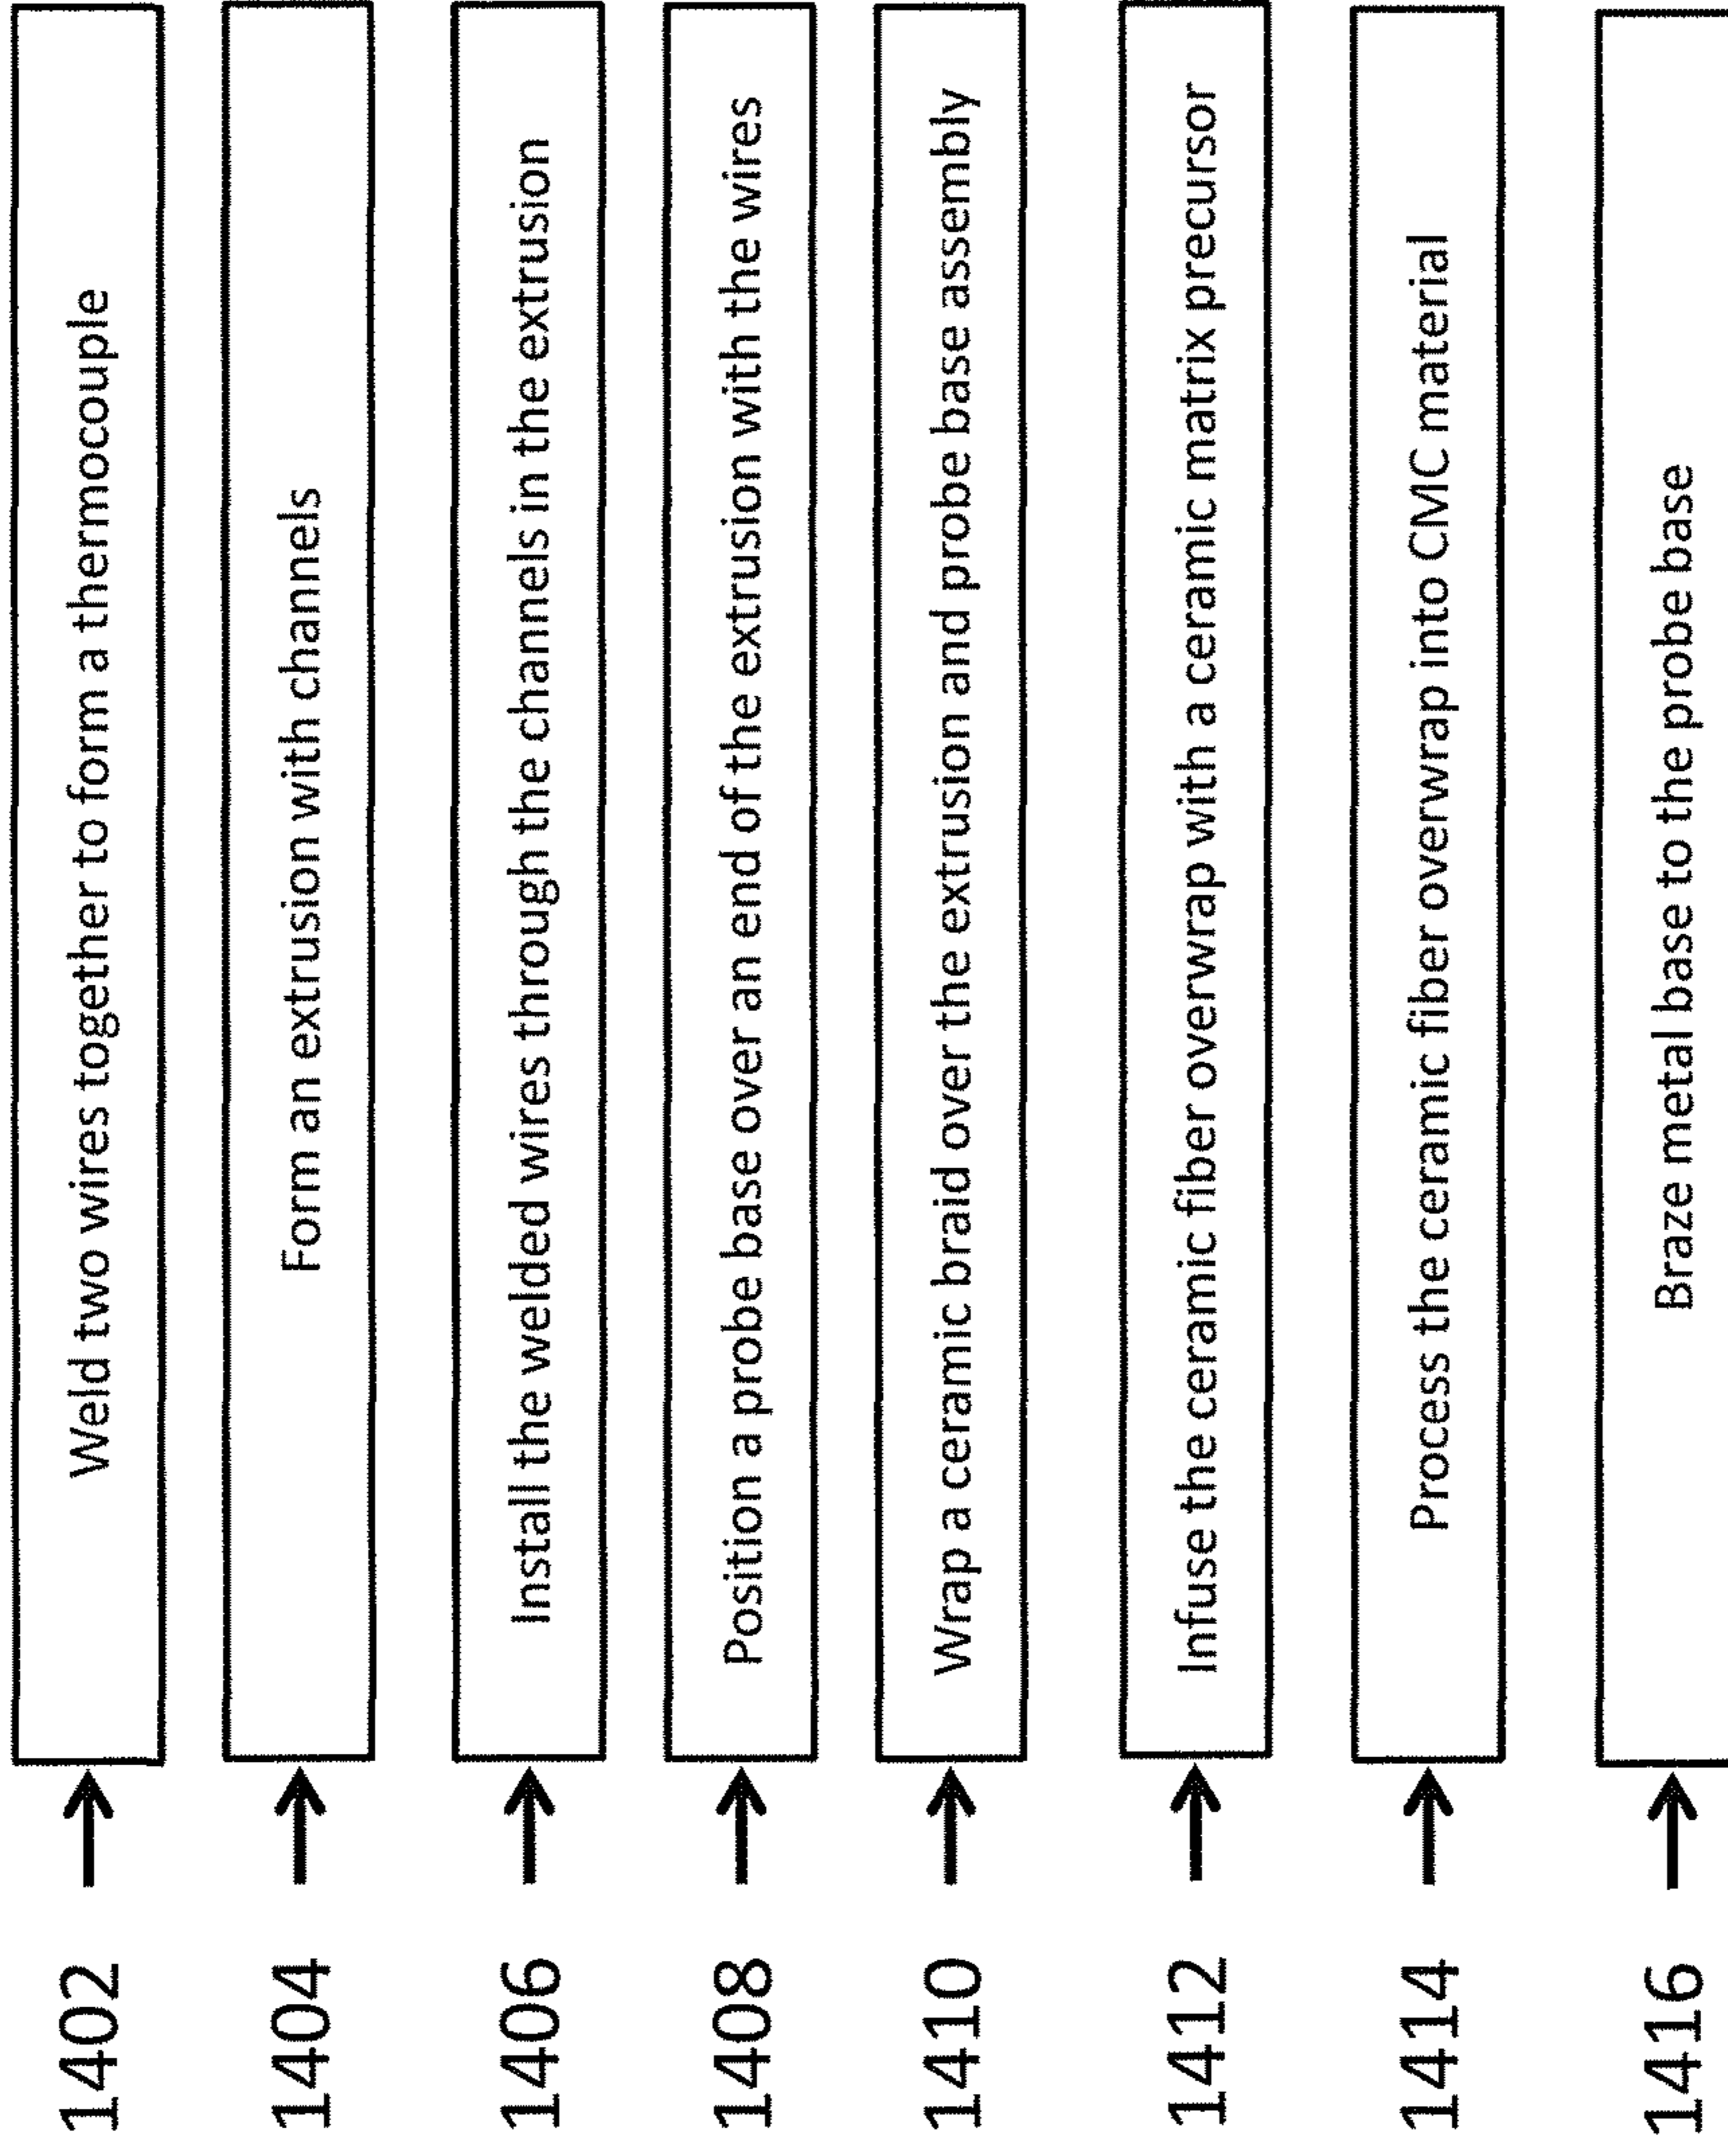 1402
Weld two wires together to form a thermocouple
1404
Form an extrusion with channels
1406
Install the welded wires through the channels in the extrusion
1408
Position a probe base over an end of the extrusion with the wires
1410
Wrap a ceramic braid over the extrusion and probe base assembly
1412
Infuse the ceramic fiber overwrap with a ceramic matrix precursor
1414
Process the ceramic fiber overwrap into CMC material
1416
Braze metal base to the probe base